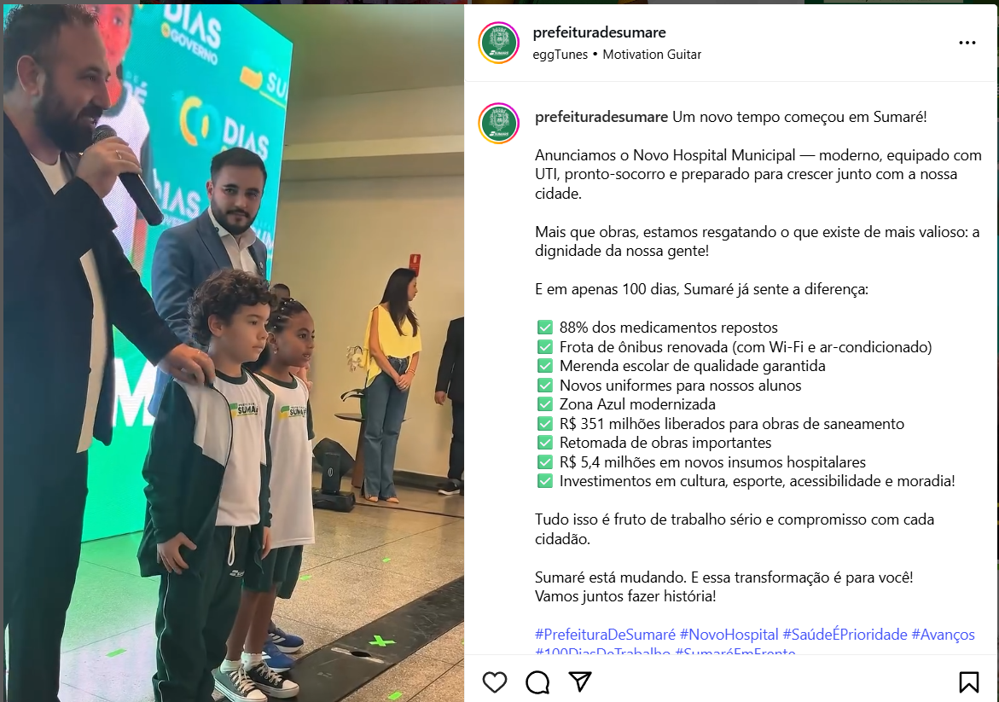 DIAS
GOVERNO
SU
DIAS
DIAS
SUMARÉ
SUMARÉ
prefeituradesumare
eggTunes • Motivation Guitar
prefeituradesumare Um novo tempo começou em Sumaré!
Anunciamos o Novo Hospital Municipal — moderno, equipado com
UTI, pronto-socorro e preparado para crescer junto com a nossa
cidade.
Mais que obras, estamos resgatando o que existe de mais valioso: a
dignidade da nossa gente!
E em apenas 100 dias, Sumaré já sente a diferença:
✅ 88% dos medicamentos repostos
✅ Frota de ônibus renovada (com Wi-Fi e ar-condicionado)
✅ Merenda escolar de qualidade garantida
✅ Novos uniformes para nossos alunos
✅ Zona Azul modernizada
✅ R$ 351 milhões liberados para obras de saneamento
✅ Retomada de obras importantes
✅ R$ 5,4 milhões em novos insumos hospitalares
✅ Investimentos em cultura, esporte, acessibilidade e moradia!
Tudo isso é fruto de trabalho sério e compromisso com cada
cidadão.
Sumaré está mudando. E essa transformação é para você!
Vamos juntos fazer história!
#PrefeituraDeSumaré #NovoHospital #SaúdeÉPrioridade #Avanços
#100DiasDeTrabalho #SumaréEmFrente